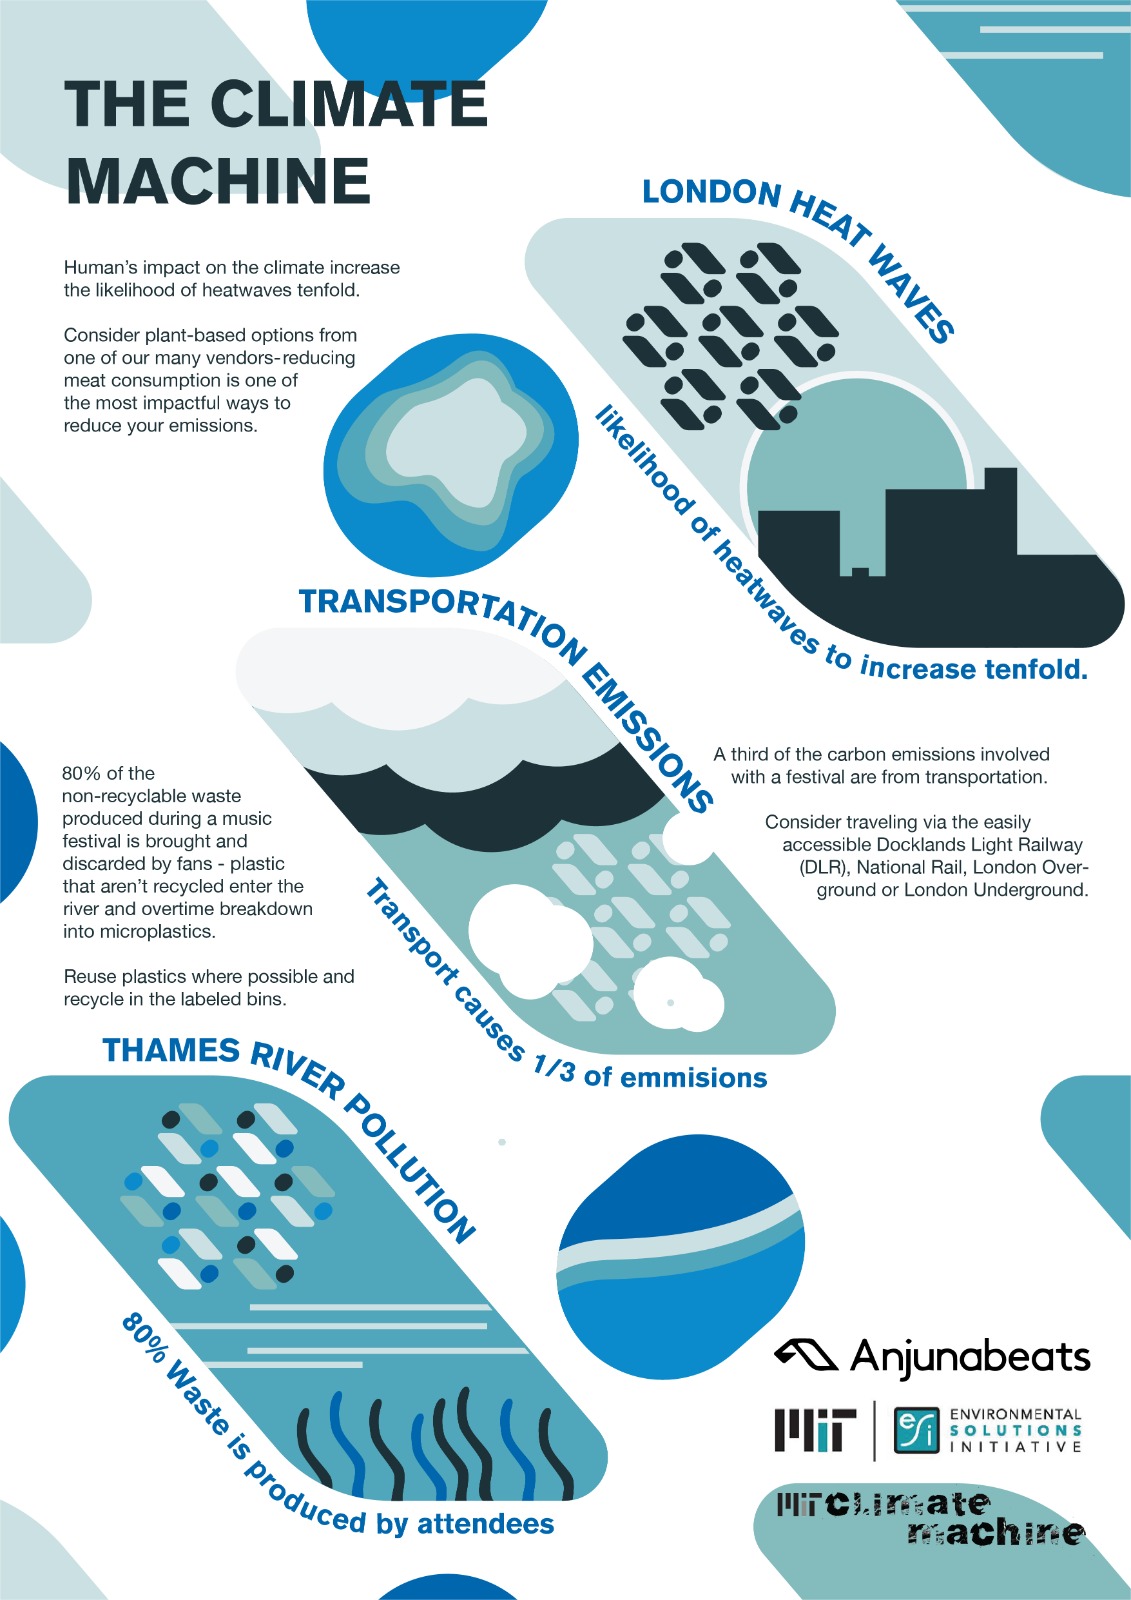 THE CLIMATE
MACHINE
Human's impact on the climate increase
the likelihood of heatwaves tenfold.
Consider plant-based options from
one of our many vendors-reducing
meat consumption is one of
the most impactful ways to
reduce your emissions.
LONDON HEAT WAVES
likelihood of heatwaves to increase tenfold.
TRANSPORTATION EMISSIONS
Transport causes 1/3 of emmisions
A third of the carbon emissions involved
with a festival are from transportation.
Consider traveling via the easily
accessible Docklands Light Railway
(DLR), National Rail, London Over-
ground or London Underground.
80% of the
non-recyclable waste
produced during a music
festival is brought and
discarded by fans - plastic
that aren't recycled enter the
river and overtime breakdown
into microplastics.
Reuse plastics where possible and
recycle in the labeled bins.
THAMES RIVER POLLUTION
80% Waste is produced by attendees
Anjunabeats
MIT
esi
ENVIRONMENTAL
SOLUTIONS
INITIATIVE
MIT climate
machine